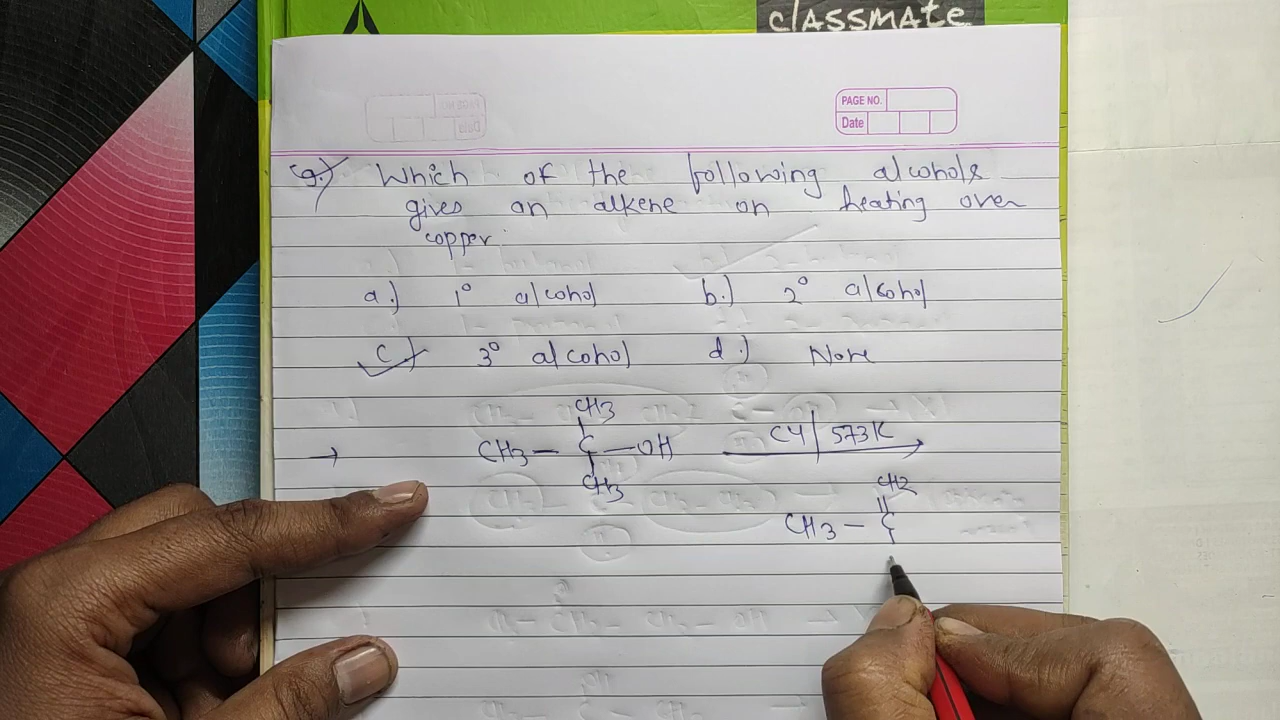 classmate
PAGE NO.
Date
Q.) Which of the following alcohols
gives an alkene on heating over
copper.
a.) 1° alcohol b.) 2° alcohol
c.) 3° alcohol d.) None
CH3
→ CH3 — C — OH Cu | 573K
CH3
CH2
CH3 — C